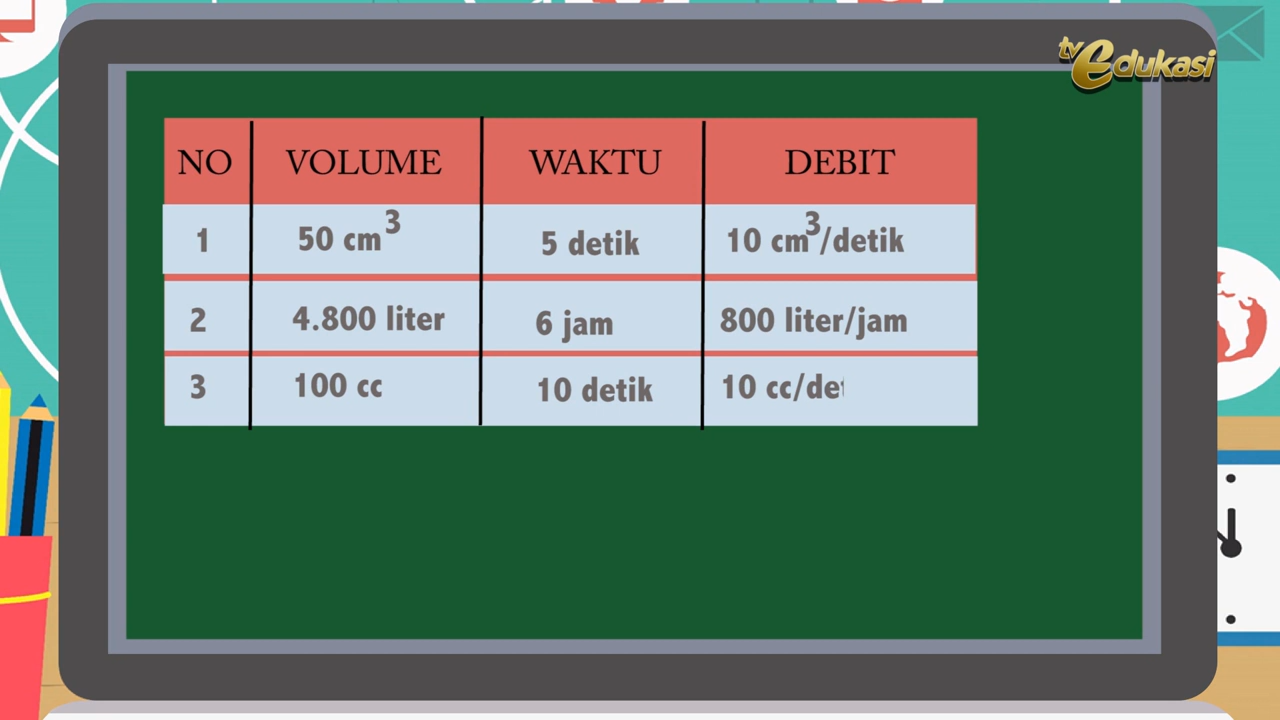 tv edukasi
NO VOLUME WAKTU DEBIT
1 50 cm³ 5 detik 10 cm³/detik
2 4.800 liter 6 jam 800 liter/jam
3 100 cc 10 detik 10 cc/det